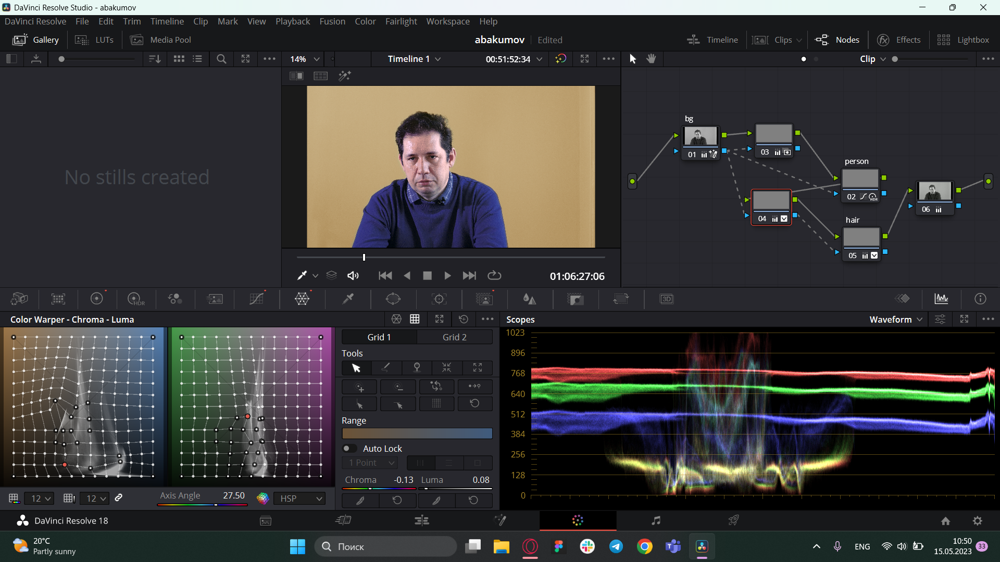 DaVinci Resolve Studio - abakumov
DaVinci Resolve File Edit Trim Timeline Clip Mark View Playback Fusion Color Fairlight Workspace Help
Gallery LUTs Media Pool abakumov Edited Timeline Clips Nodes Effects Lightbox
14% Timeline 1 00:51:52:34 Clip
No stills created
bg
01
03
person
02 HDR
04
hair
05
06
01:06:27:06
HDR
3D
Color Warper - Chroma - Luma
Scopes
Waveform
Grid 1 Grid 2
Tools
Range
Auto Lock
1 Point
Chroma -0.13 Luma 0.08
12 12 Axis Angle 27.50 HSP
1023
896
768
640
512
384
256
128
0
DaVinci Resolve 18
20°C
Partly sunny
Поиск
ENG
10:50
15.05.2023
33